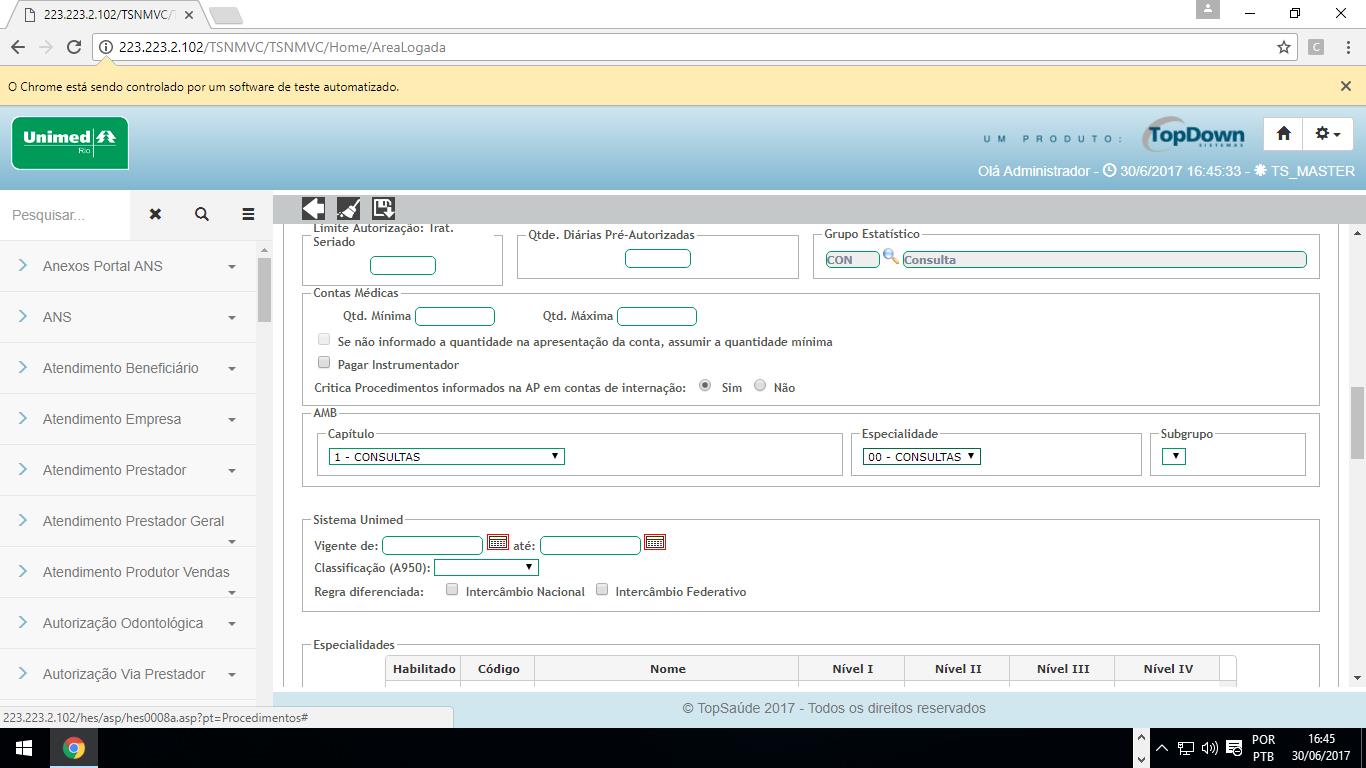 223.223.2.102/TSNMVC/T
223.223.2.102/TSNMVC/TSNMVC/Home/AreaLogada
C
O Chrome está sendo controlado por um software de teste automatizado.
Unimed
Rio
UM PRODUTO:
TopDown
SISTEMAS
Olá Administrador - 30/6/2017 16:45:33 - TS_MASTER
Pesquisar...
Anexos Portal ANS
ANS
Atendimento Beneficiário
Atendimento Empresa
Atendimento Prestador
Atendimento Prestador Geral
Atendimento Produtor Vendas
Autorização Odontológica
Autorização Via Prestador
Limite Autorização: Trat. Seriado
Qtde. Diárias Pré-Autorizadas
Grupo Estatístico
CON Consulta
Contas Médicas
Qtd. Mínima Qtd. Máxima
Se não informado a quantidade na apresentação da conta, assumir a quantidade mínima
Pagar Instrumentador
Critica Procedimentos informados na AP em contas de internação: Sim Não
AMB
Capítulo Especialidade Subgrupo
1 - CONSULTAS 00 - CONSULTAS
Sistema Unimed
Vigente de: até:
Classificação (A950):
Regra diferenciada: Intercâmbio Nacional Intercâmbio Federativo
Especialidades
Habilitado Código Nome Nível I Nível II Nível III Nível IV
223.223.2.102/hes/asp/hes0008a.asp?pt=Procedimentos#
© TopSaúde 2017 - Todos os direitos reservados
POR
PTB
16:45
30/06/2017